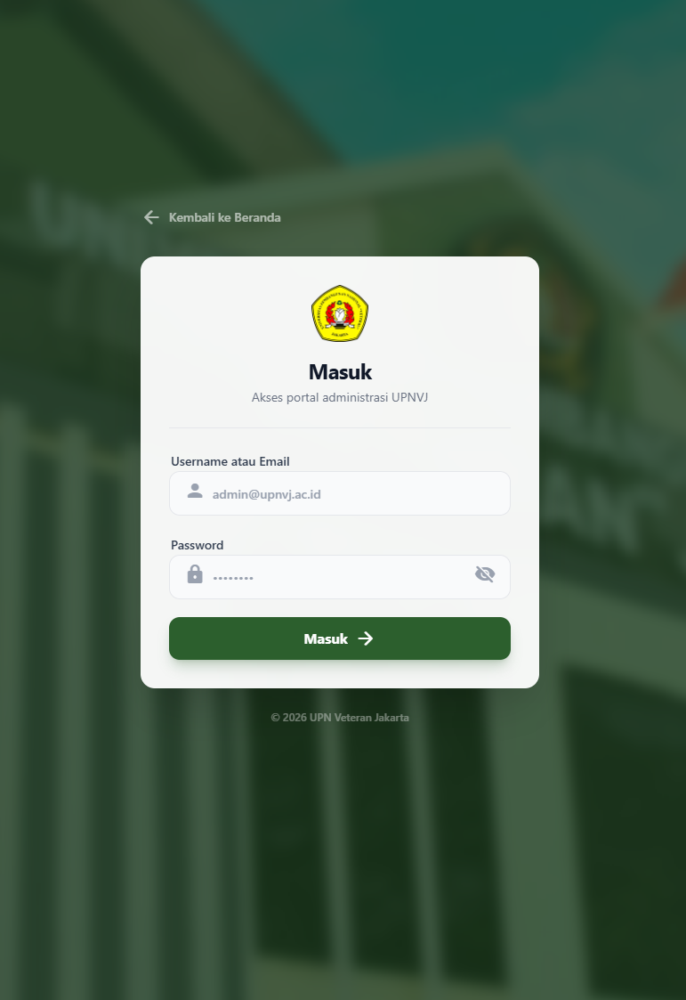 Kembali ke Beranda
Masuk
Akses portal administrasi UPNVJ
Username atau Email
admin@upnvj.ac.id
Password
••••••••
Masuk
© 2026 UPN Veteran Jakarta